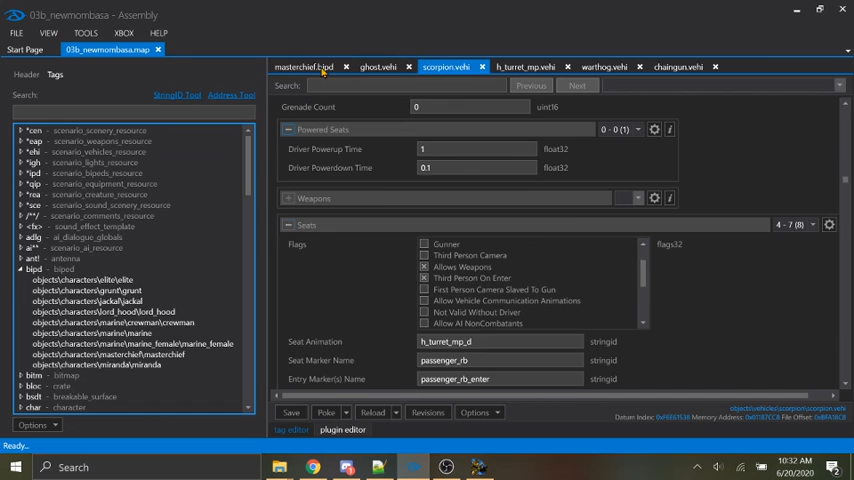 03b_newmombasa.map - Assembly
FILE VIEW TOOLS XBOX HELP
Start Page 03b_newmombasa.map
Header Tags
Search: StringID Tool Address Tool
*cen - scenario_scenery_resource
*eap - scenario_weapons_resource
*ehi - scenario_vehicles_resource
*igh - scenario_lights_resource
*ipd - scenario_bipeds_resource
*qip - scenario_equipment_resource
*rea - scenario_creature_resource
*sce - scenario_sound_scenery_resource
/**/ - scenario_comments_resource
<fx> - sound_effect_template
adlg - ai_dialogue_globals
ai** - scenario_ai_resource
ant! - antenna
bipd - biped
objects\characters\elite\elite
objects\characters\grunt\grunt
objects\characters\jackal\jackal
objects\characters\lord_hood\lord_hood
objects\characters\marine\crewman\crewman
objects\characters\marine\marine
objects\characters\marine\marine_female\marine_female
objects\characters\masterchief\masterchief
objects\characters\miranda\miranda
bitm - bitmap
bloc - crate
bsdt - breakable_surface
char - character
Options
masterchief.bipd ghost.vehi scorpion.vehi h_turret_mp.vehi warthog.vehi chaingun.vehi
Search: Previous Next
Grenade Count 0 uint16
Powered Seats 0 - 0 (1) i
Driver Powerup Time 1 float32
Driver Powerdown Time 0.1 float32
Weapons i
Seats 4 - 7 (8)
Flags Gunner flags32
Third Person Camera
Allows Weapons
Third Person On Enter
First Person Camera Slaved To Gun
Allow Vehicle Communication Animations
Not Valid Without Driver
Allow AI NonCombatants
Seat Animation h_turret_mp_d stringid
Seat Marker Name passenger_rb stringid
Entry Marker(s) Name passenger_rb_enter stringid
Save Poke Reload Revisions Options
objects\vehicles\scorpion\scorpion.vehi
tag editor plugin editor
Ready...
Search
10:32 AM
6/20/2020
2